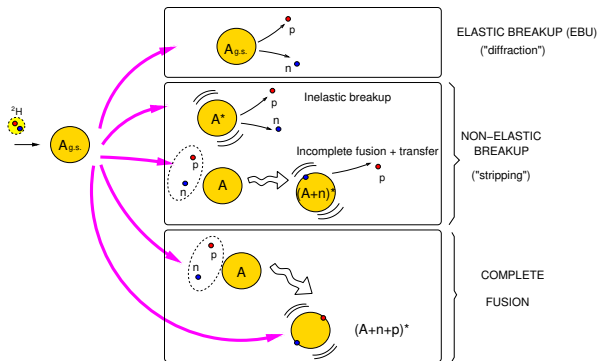 ²H
A g.s.
A g.s.
p
n
ELASTIC BREAKUP (EBU)
("diffraction")
A*
p
n
Inelastic breakup
Incomplete fusion + transfer
p
n
A
(A+n)*
p
NON−ELASTIC
BREAKUP
("stripping")
p
n
A
(A+n+p)*
COMPLETE
FUSION